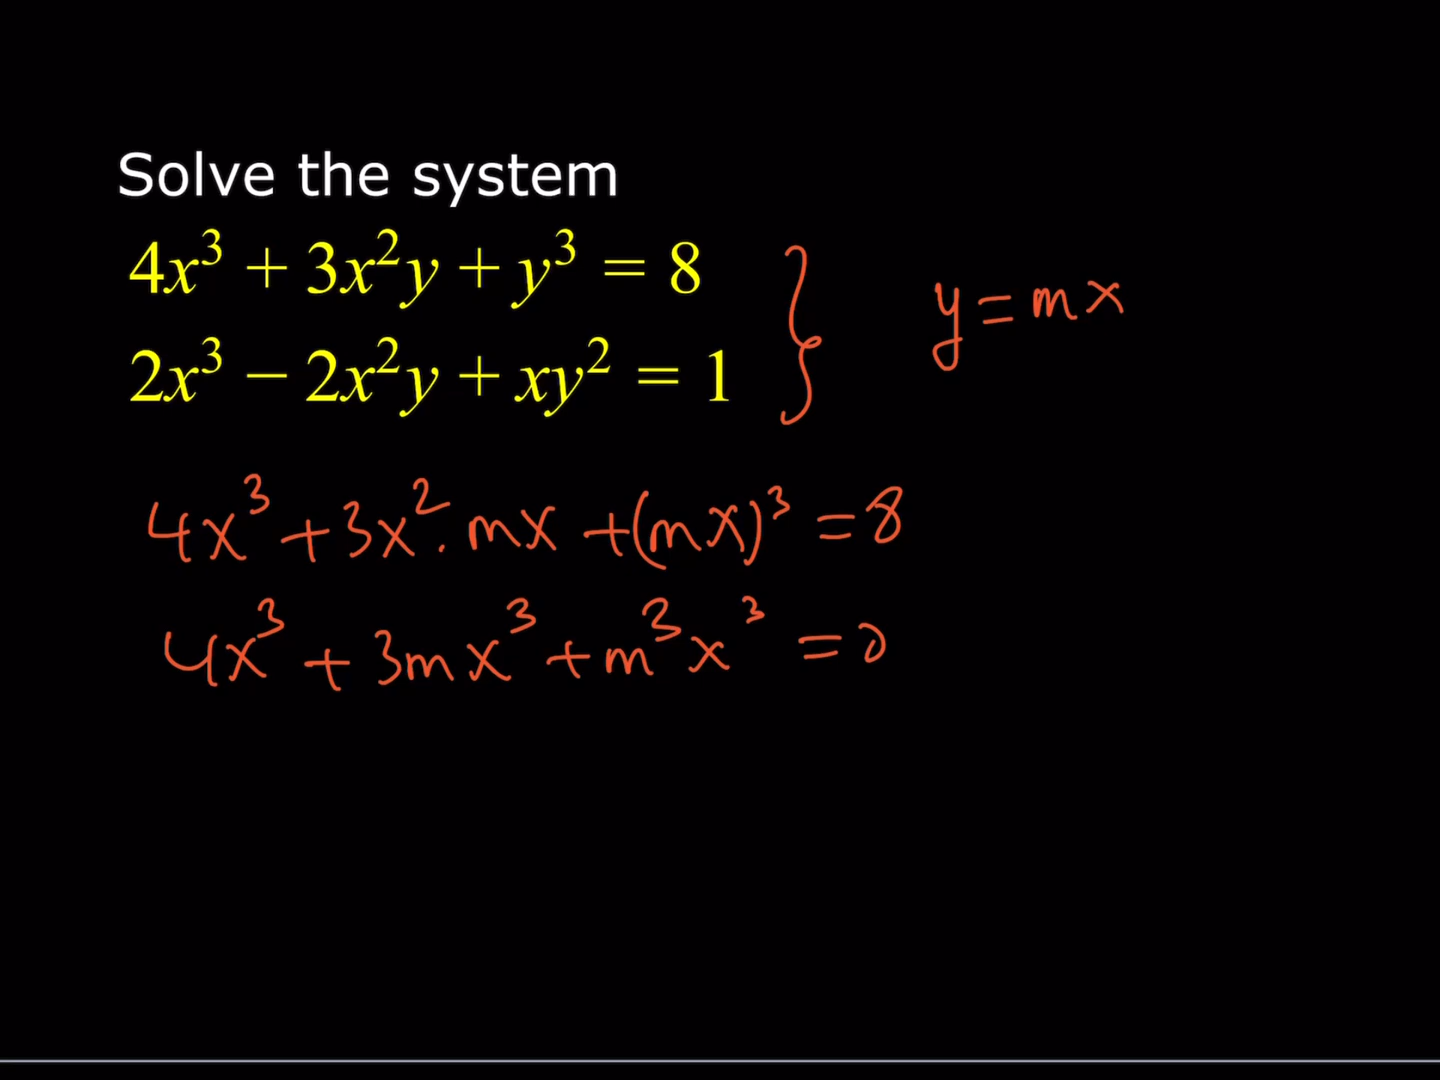 Solve the system
4x³ + 3x²y + y³ = 8
2x³ − 2x²y + xy² = 1
} y = mx
4x³ + 3x² · mx + (mx)³ = 8
4x³ + 3mx³ + m³x³ = 0